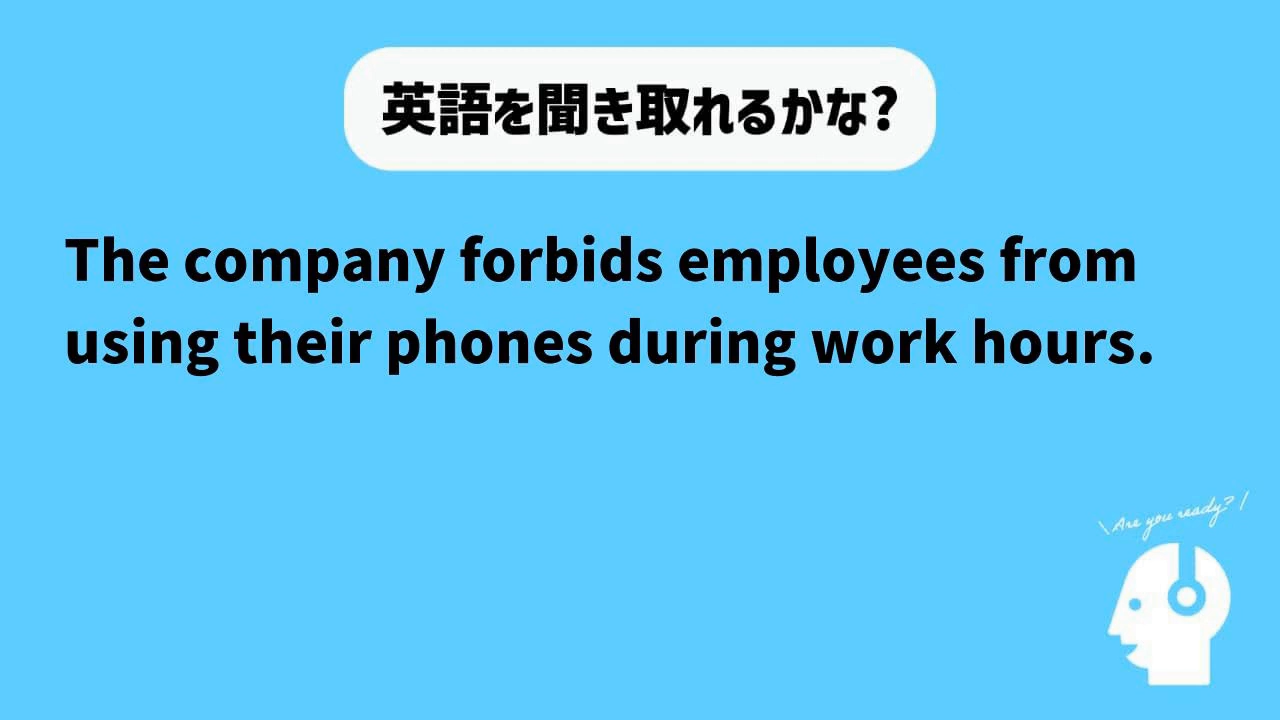 英語を聞き取れるかな?
The company forbids employees from
using their phones during work hours.
\Are you ready?/